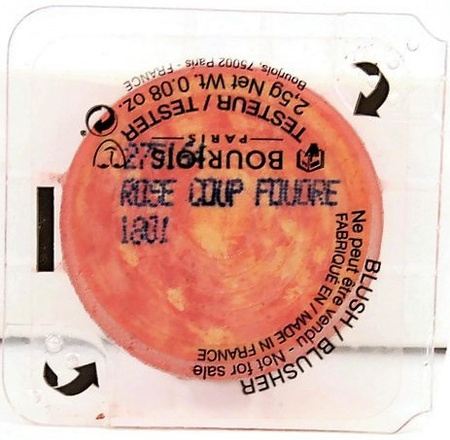 Bourjois, 75002 Paris - FRANCE
2,5g Net Wt. 0.08 oz.
TESTEUR / TESTER
PARIS
BOURJOIS
ROSE COUP FOUDRE
1801
BLUSH / BLUSHER
Ne peut être vendu - Not for sale
FABRIQUÉ EN / MADE IN FRANCE